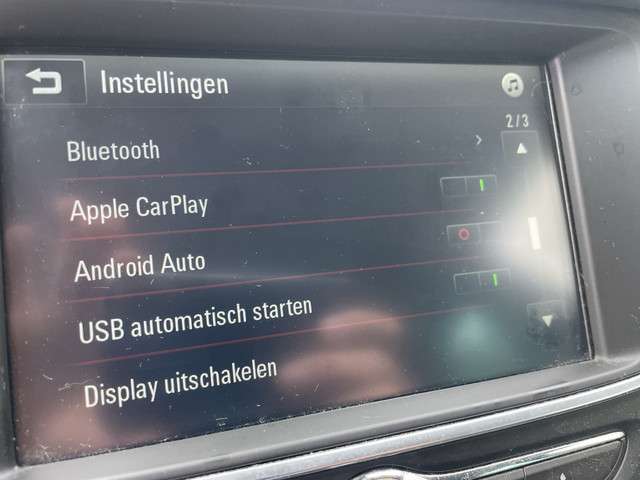 Instellingen
2/3
Bluetooth
Apple CarPlay
Android Auto
USB automatisch starten
Display uitschakelen